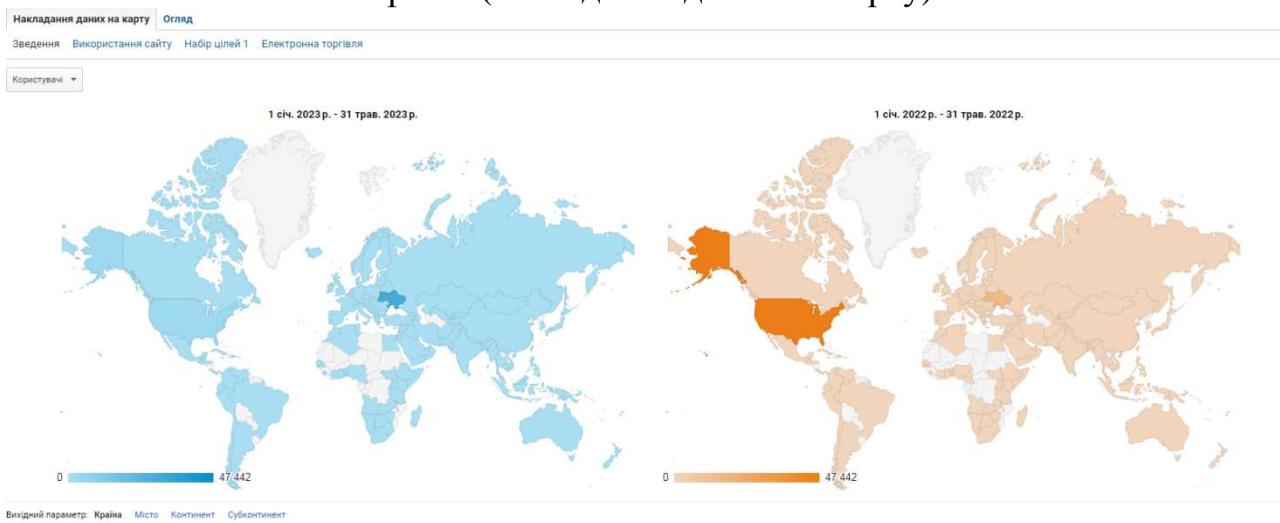 Накладання даних на карту Огляд
Зведення Використання сайту Набір цілей 1 Електронна торгівля
Користувачі
1 січ. 2023 р. - 31 трав. 2023 р. 1 січ. 2022 р. - 31 трав. 2022 р.
0 47 442 0 47 442
Вихідний параметр: Країна Місто Континент Субконтинент